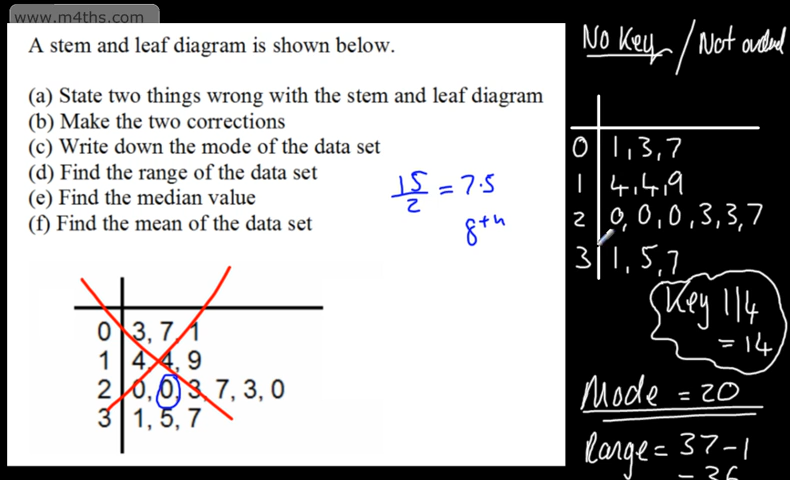 www.m4ths.com
A stem and leaf diagram is shown below.
(a) State two things wrong with the stem and leaf diagram
(b) Make the two corrections
(c) Write down the mode of the data set
(d) Find the range of the data set
(e) Find the median value
(f) Find the mean of the data set
15/2 = 7.5
8th
0 | 3, 7, 1
1 | 4, 4, 9
2 | 0, 0, 3, 7, 3, 0
3 | 1, 5, 7
No Key / Not ordered
0 | 1, 3, 7
1 | 4, 4, 9
2 | 0, 0, 0, 3, 3, 7
3 | 1, 5, 7
Key 1|4
= 14
Mode = 20
Range = 37 - 1
= 36